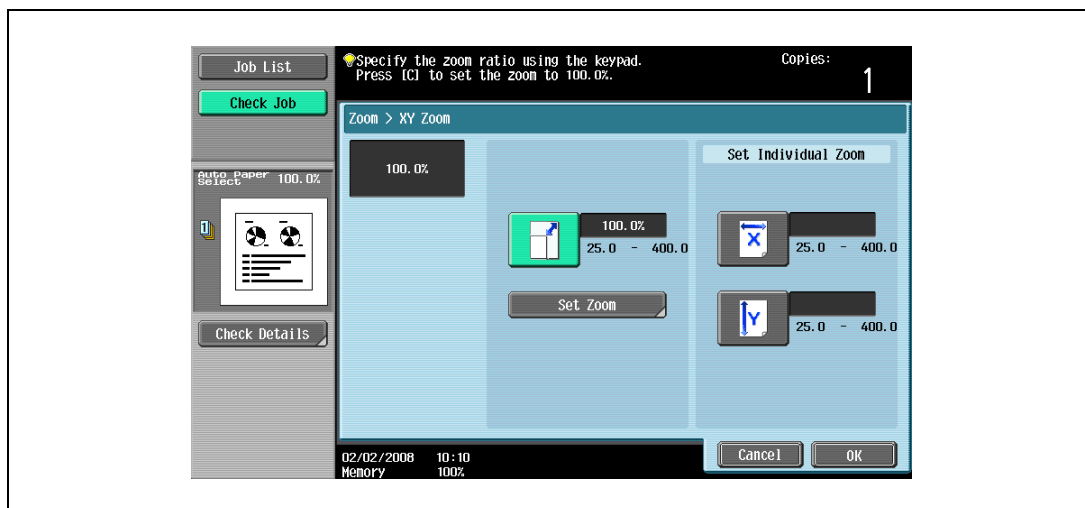 Job List
Check Job
Specify the zoom ratio using the keypad.
Press [C] to set the zoom to 100.0%.
Copies:
1
Zoom > XY Zoom
Auto Paper
Select 100.0%
1
100.0%
100.0%
25.0 - 400.0
Set Zoom
Set Individual Zoom
X
25.0 - 400.0
Y
25.0 - 400.0
Check Details
02/02/2008 10:10
Memory 100%
Cancel
OK